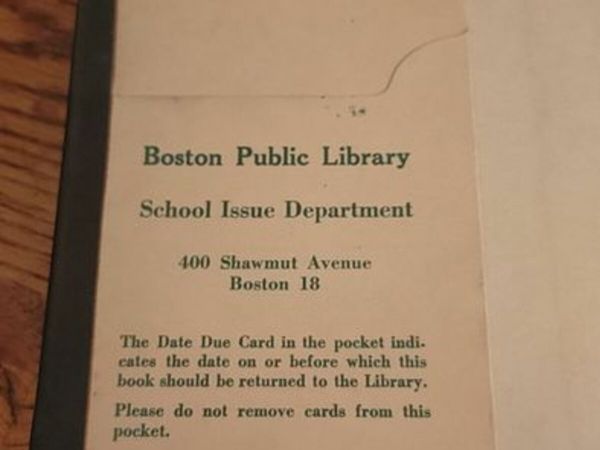 Boston Public Library
School Issue Department
400 Shawmut Avenue
Boston 18
The Date Due Card in the pocket indi-
cates the date on or before which this
book should be returned to the Library.
Please do not remove cards from this
pocket.